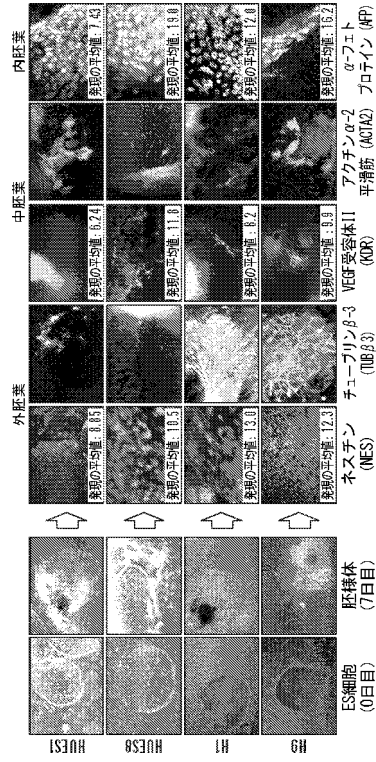 外胚葉
中胚葉
内胚葉
HUES1
発現の平均値: 8.85
発現の平均値: 6.24
発現の平均値: 7.43
HUES8
発現の平均値: 10.5
発現の平均値: 11.8
発現の平均値: 19.0
H1
発現の平均値: 13.0
発現の平均値: 8.2
発現の平均値: 12.0
H9
発現の平均値: 12.3
発現の平均値: 9.9
発現の平均値: 16.2
ES細胞
(0日目)
胚様体
(7日目)
ネスチン
(NES)
チューブリンβ-3
(TUBβ3)
VEGF受容体II
(KDR)
アクチンα-2
平滑筋 (ACTA2)
α-フェト
プロテイン (AFP)